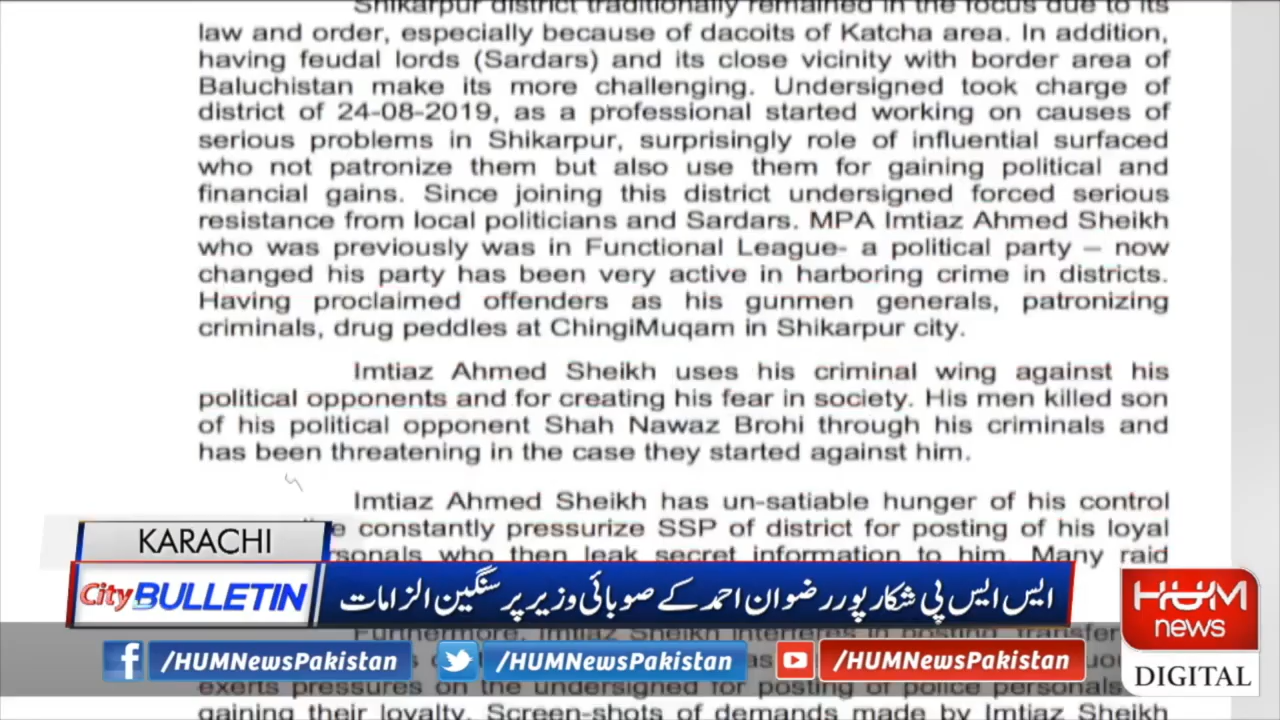 Shikarpur district traditionally remained in the focus due to its
law and order, especially because of dacoits of Katcha area. In addition,
having feudal lords (Sardars) and its close vicinity with border area of
Baluchistan make its more challenging. Undersigned took charge of
district of 24-08-2019, as a professional started working on causes of
serious problems in Shikarpur, surprisingly role of influential surfaced
who not patronize them but also use them for gaining political and
financial gains. Since joining this district undersigned forced serious
resistance from local politicians and Sardars. MPA Imtiaz Ahmed Sheikh
who was previously was in Functional League- a political party – now
changed his party has been very active in harboring crime in districts.
Having proclaimed offenders as his gunmen generals, patronizing
criminals, drug peddles at ChingiMuqam in Shikarpur city.
Imtiaz Ahmed Sheikh uses his criminal wing against his
political opponents and for creating his fear in society. His men killed son
of his political opponent Shah Nawaz Brohi through his criminals and
has been threatening in the case they started against him.
Imtiaz Ahmed Sheikh has un-satiable hunger of his control
constantly pressurize SSP of district for posting of his loyal
who then leak secret information to him. Many raid
KARACHI
City BULLETIN
ایس ایس پی شکارپور رضوان احمد کے صوبائی وزیر پر سنگین الزامات
Furthermore, Imtiaz Sheikh interferes in posting, transfer
/HUMNewsPakistan
/HUMNewsPakistan
/HUMNewsPakistan
exerts pressures on the undersigned for posting of police personals
gaining their loyalty. Screen-shots of demands made by Imtiaz Sheikh
HUM
news
DIGITAL